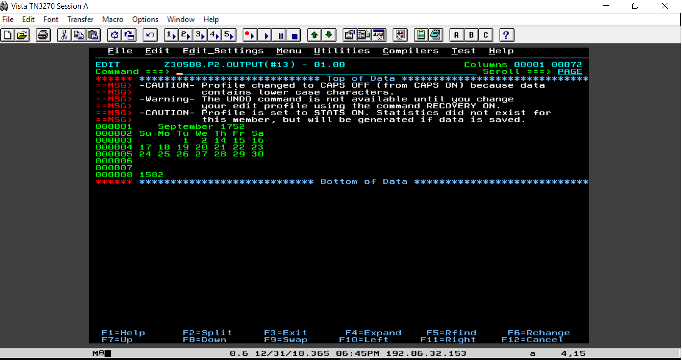 Vista TN3270 Session A
File Edit Font Transfer Macro Options Window Help
1 2 3 4 5 A B C ?
File Edit Edit_Settings Menu Utilities Compilers Test Help
EDIT Z30500.P2.OUTPUT(#13) - 01.00 Columns 00001 00072
Command ===> Scroll ===> PAGE
****** *************************** Top of Data ****************************
==MSG> -CAUTION- Profile changed to CAPS OFF (from CAPS ON) because data
==MSG> contains lower case characters.
==MSG> -Warning- The UNDO command is not available until you change
==MSG> your edit profile using the command RECOVERY ON.
==MSG> -CAUTION- Profile is set to STATS ON. Statistics did not exist for
==MSG> this member, but will be generated if data is saved.
000001 September 1752
000002 Su Mo Tu We Th Fr Sa
000003 1 2 14 15 16
000004 17 18 19 20 21 22 23
000005 24 25 26 27 28 29 30
000006
000007
000008 1582
****** ************************** Bottom of Data **************************
F1=Help F2=Split F3=Exit F4=Expand F5=Rfind F6=Rchange
F7=Up F8=Down F9=Swap F10=Left F11=Right F12=Cancel
0.6 12/31/18.365 06:45PM 192.86.32.153 a 4,15